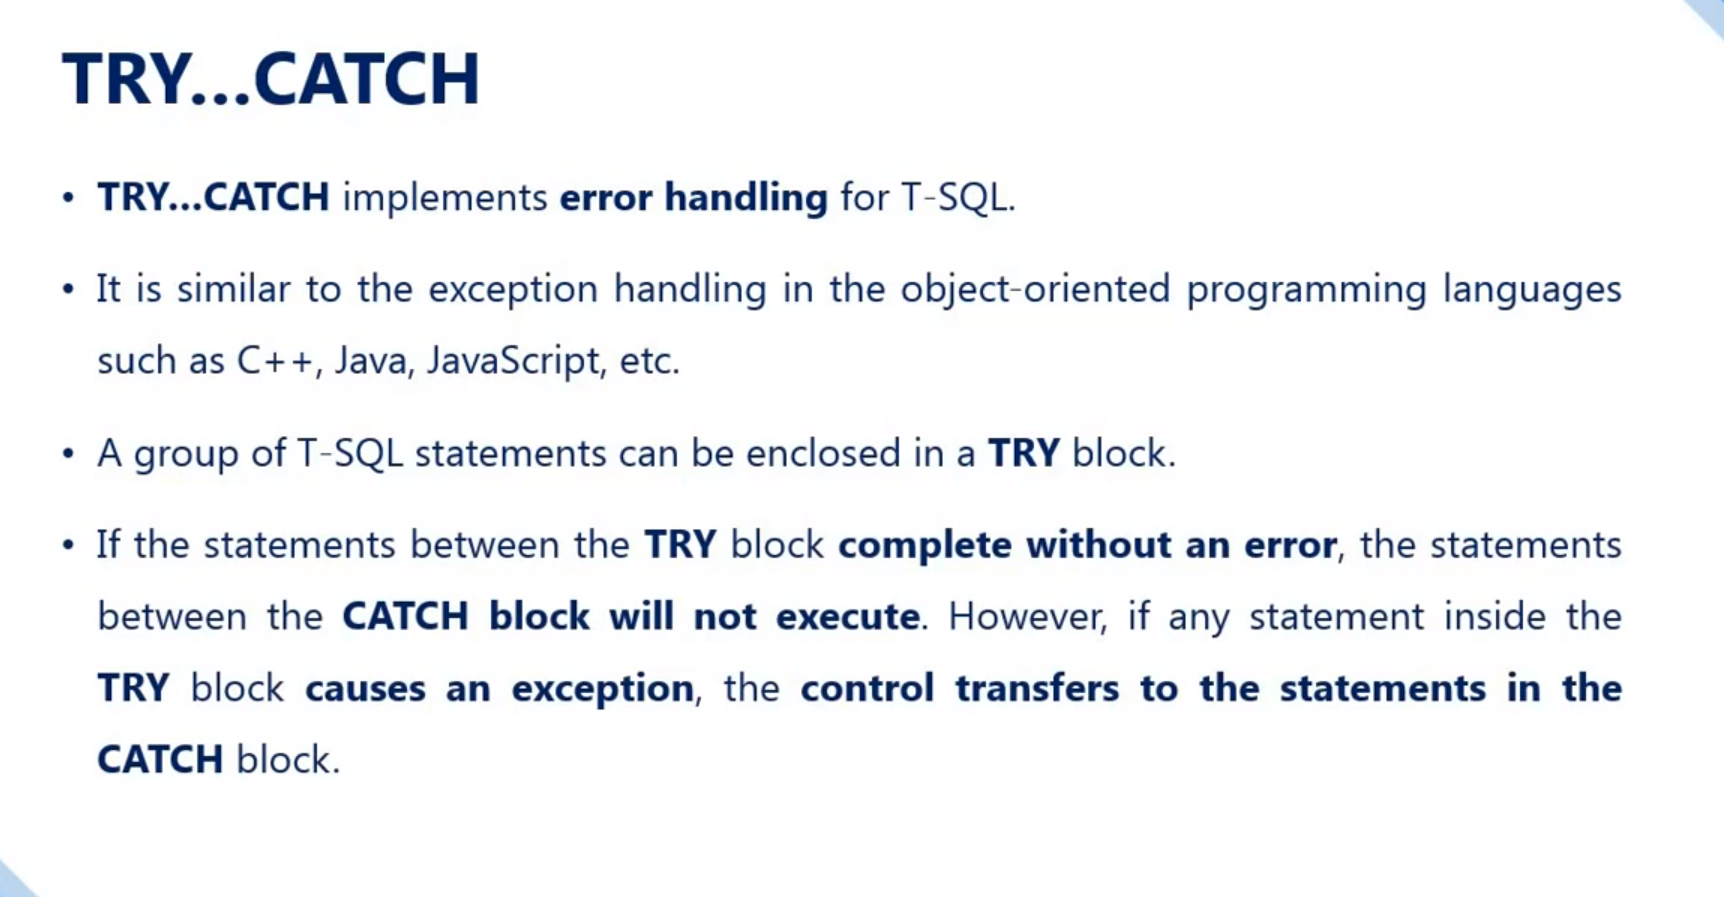 TRY...CATCH
• TRY...CATCH implements error handling for T-SQL.
• It is similar to the exception handling in the object-oriented programming languages
such as C++, Java, JavaScript, etc.
• A group of T-SQL statements can be enclosed in a TRY block.
• If the statements between the TRY block complete without an error, the statements
between the CATCH block will not execute. However, if any statement inside the
TRY block causes an exception, the control transfers to the statements in the
CATCH block.